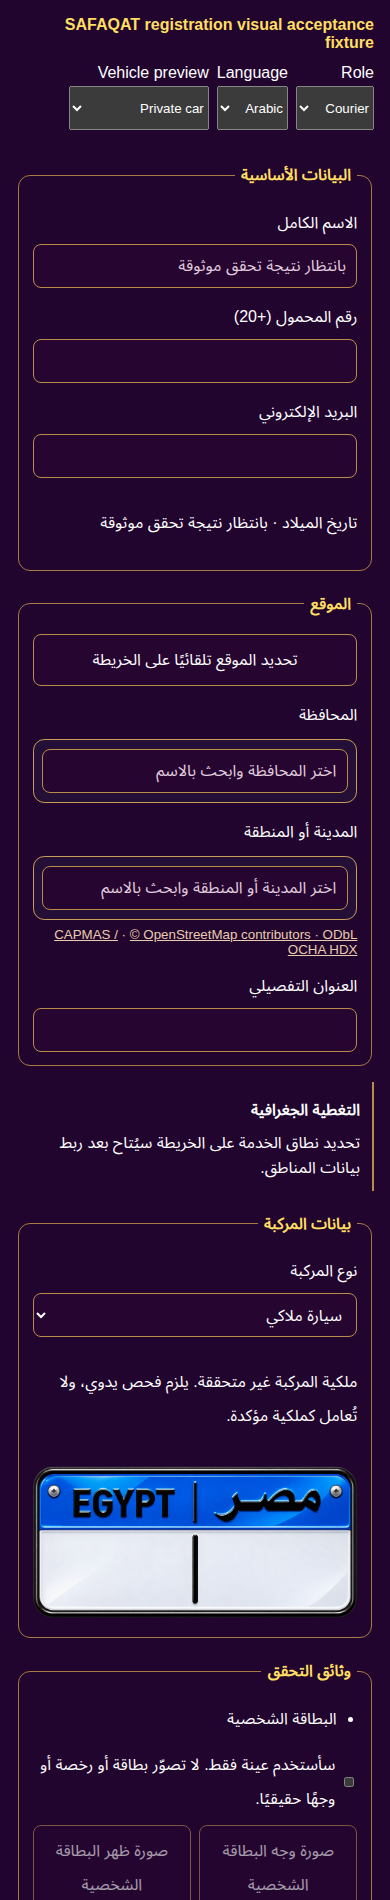 SAFAQAT registration visual acceptance
fixture
Role
Language
Vehicle preview
Courier
Arabic
Private car
البيانات الأساسية
الاسم الكامل
بانتظار نتيجة تحقق موثوقة
رقم المحمول (+20)
البريد الإلكتروني
تاريخ الميلاد · بانتظار نتيجة تحقق موثوقة
الموقع
تحديد الموقع تلقائيًا على الخريطة
المحافظة
اختر المحافظة وابحث بالاسم
المدينة أو المنطقة
اختر المدينة أو المنطقة وابحث بالاسم
© OpenStreetMap contributors · ODbL · CAPMAS /
OCHA HDX
العنوان التفصيلي
التغطية الجغرافية
تحديد نطاق الخدمة على الخريطة سيُتاح بعد ربط
بيانات المناطق.
بيانات المركبة
نوع المركبة
سيارة ملاكي
ملكية المركبة غير متحققة. يلزم فحص يدوي، ولا
تُعامل كملكية مؤكدة.
EGYPT | مصر
وثائق التحقق
• البطاقة الشخصية
سأستخدم عينة فقط. لا تصوّر بطاقة أو رخصة أو
وجهًا حقيقيًا.
صورة وجه البطاقة
الشخصية
صورة ظهر البطاقة
الشخصية